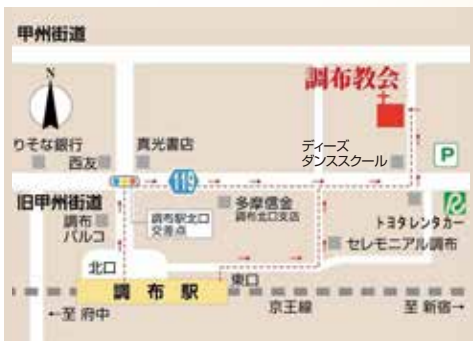 甲州街道
N
調布教会
りそな銀行
西友
真光書店
ディーズ
ダンススクール
P
119
旧甲州街道
調布
パルコ
調布駅北口
交差点
多摩信金
調布北口支店
トヨタレンタカー
セレモニアル調布
北口
調布駅
東口
←至 府中
京王線
至 新宿→